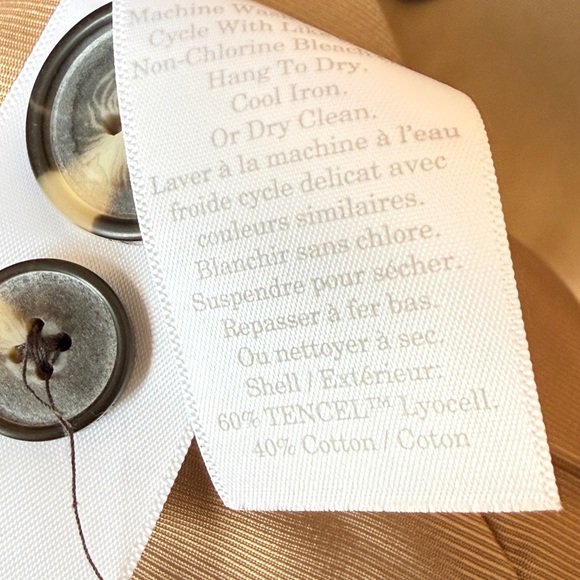 Machine
Cycle With
Non-Chlorine Bleach
Hang To Dry.
Cool Iron.
Or Dry Clean.
Laver à la machine à l'eau
froide cycle delicat avec
couleurs similaires.
Blanchir sans chlore.
Suspendre pour sécher.
Repasser à fer bas.
Ou nettoyer à sec.
Shell / Extérieur:
60% TENCEL™ Lyocell,
40% Cotton / Coton